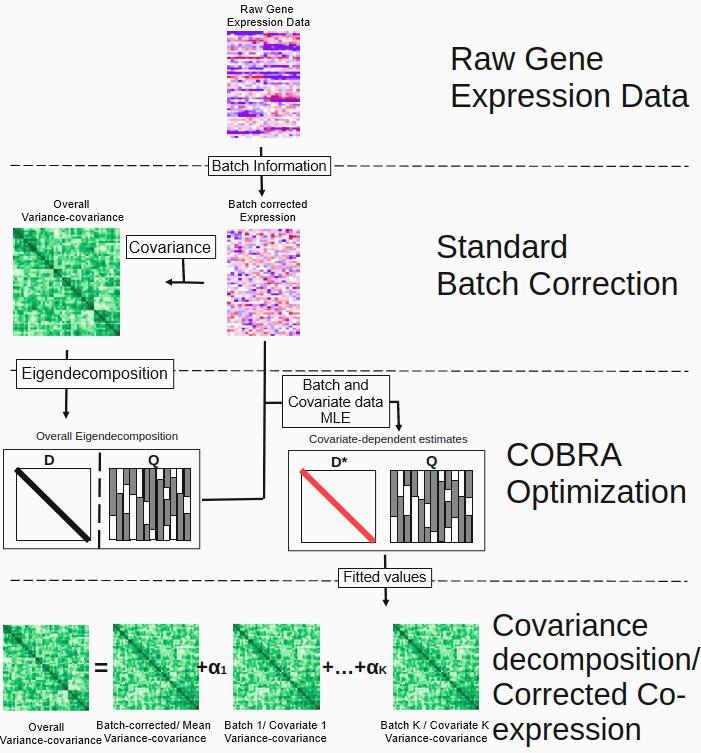 Raw Gene
Expression Data
Raw Gene
Expression Data
Batch Information
Overall
Variance-covariance
Covariance
Batch corrected
Expression
Standard
Batch Correction
Eigendecomposition
Batch and
Covariate data
MLE
Overall Eigendecomposition
D
Q
Covariate-dependent estimates
D*
Q
COBRA
Optimization
Fitted values
= +α1 +...+αK
Overall
Variance-covariance
Batch-corrected/ Mean
Variance-covariance
Batch 1/ Covariate 1
Variance-covariance
Batch K / Covariate K
Variance-covariance
Covariance
decomposition/
Corrected Co-
expression